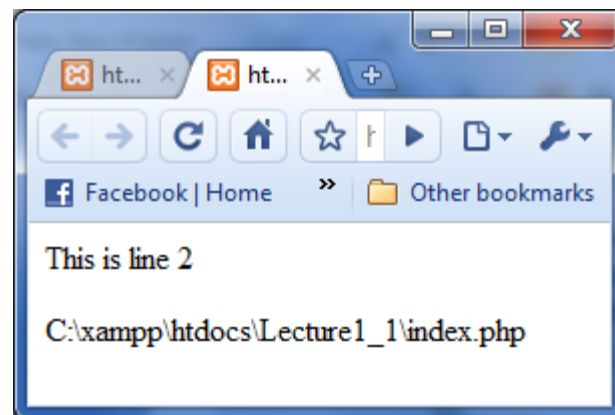 ht... ht...
Facebook | Home » Other bookmarks
This is line 2
C:\xampp\htdocs\Lecture1_1\index.php